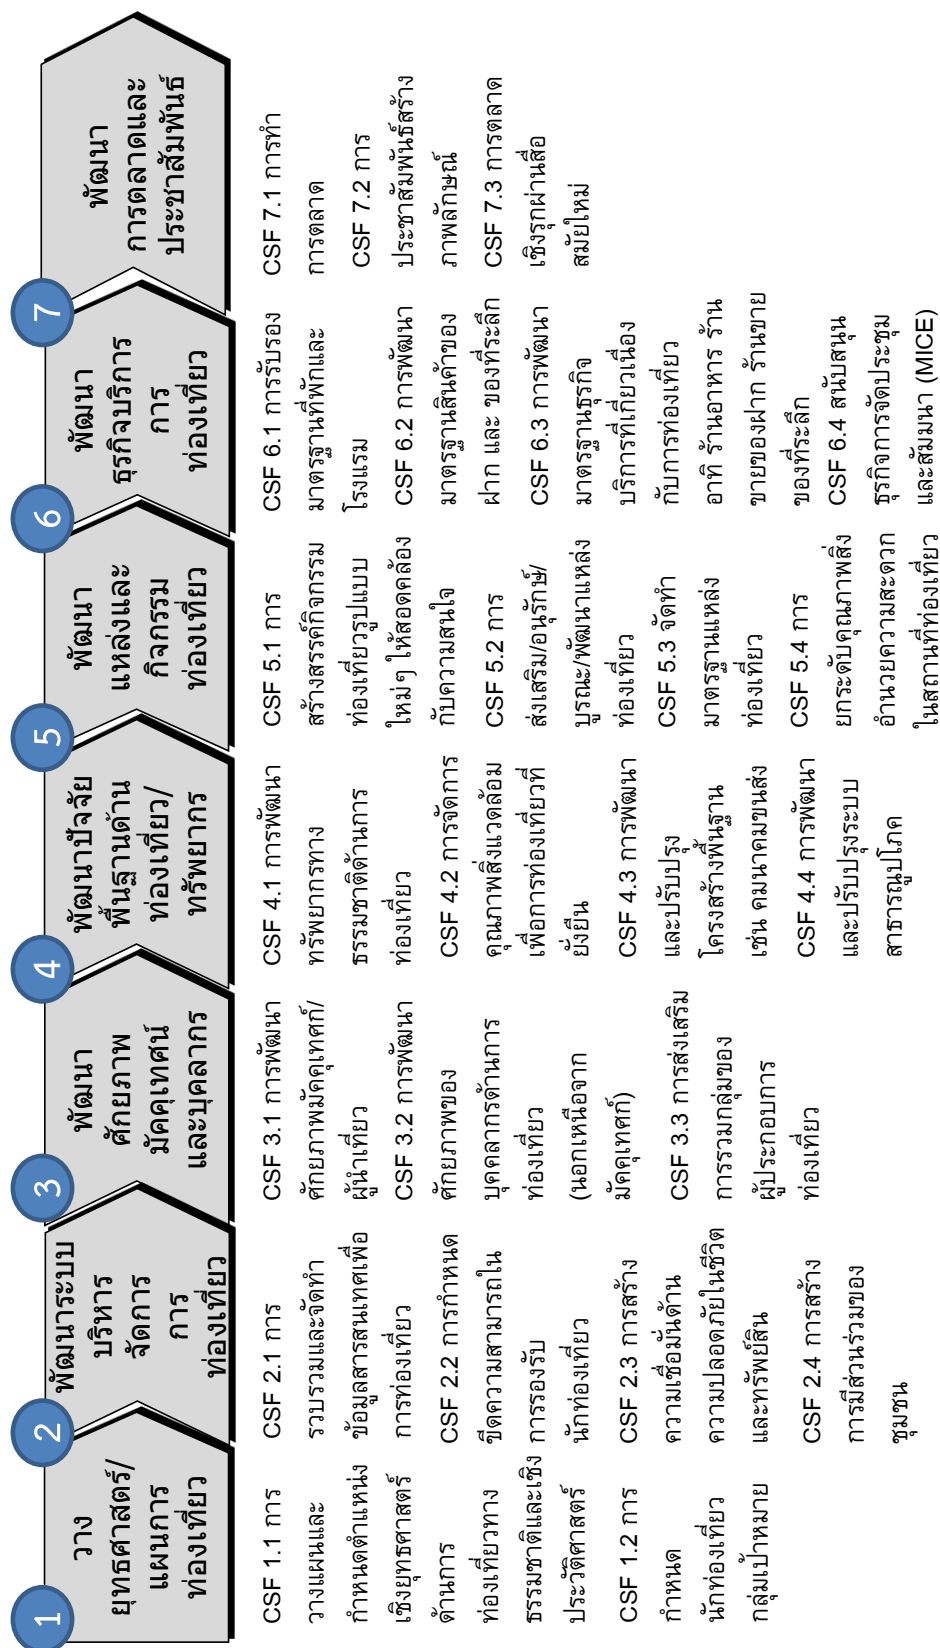 1
วาง
ยุทธศาสตร์/
แผนการ
ท่องเที่ยว
2
พัฒนาระบบ
บริหาร
จัดการ
การ
ท่องเที่ยว
3
พัฒนา
ศักยภาพ
มัคคุเทศน์
และบุคลากร
4
พัฒนาปัจจัย
พื้นฐานด้าน
ท่องเที่ยว/
ทรัพยากร
5
พัฒนา
แหล่งและ
กิจกรรม
ท่องเที่ยว
6
พัฒนา
ธุรกิจบริการ
การ
ท่องเที่ยว
7
พัฒนา
การตลาดและ
ประชาสัมพันธ์
CSF 1.1 การ
วางแผนและ
กำหนดตำแหน่ง
เชิงยุทธศาสตร์
ด้านการ
ท่องเที่ยวทาง
ธรรมชาติและเชิง
ประวัติศาสตร์
CSF 1.2 การ
กำหนด
นักท่องเที่ยว
กลุ่มเป้าหมาย
CSF 2.1 การ
รวบรวมและจัดทำ
ข้อมูลสารสนเทศเพื่อ
การท่องเที่ยว
CSF 2.2 การกำหนด
ขีดความสามารถใน
การรองรับ
นักท่องเที่ยว
CSF 2.3 การสร้าง
ความเชื่อมั่นด้าน
ความปลอดภัยในชีวิต
และทรัพย์สิน
CSF 2.4 การสร้าง
การมีส่วนร่วมของ
ชุมชน
CSF 3.1 การพัฒนา
ศักยภาพมัคคุเทศก์/
ผู้นำเที่ยว
CSF 3.2 การพัฒนา
ศักยภาพของ
บุคคลากรด้านการ
ท่องเที่ยว
(นอกเหนือจาก
มัคคุเทศก์)
CSF 3.3 การส่งเสริม
การรวมกลุ่มของ
ผู้ประกอบการ
ท่องเที่ยว
CSF 4.1 การพัฒนา
ทรัพยากรทาง
ธรรมชาติด้านการ
ท่องเที่ยว
CSF 4.2 การจัดการ
คุณภาพสิ่งแวดล้อม
เพื่อการท่องเที่ยวที่
ยั่งยืน
CSF 4.3 การพัฒนา
และปรับปรุง
โครงสร้างพื้นฐาน
เช่น คมนาคมขนส่ง
CSF 4.4 การพัฒนา
และปรับปรุงระบบ
สาธารณูปโภค
CSF 5.1 การ
สร้างสรรค์กิจกรรม
ท่องเที่ยวรูปแบบ
ใหม่ๆ ให้สอดคล้อง
กับความสนใจ
CSF 5.2 การ
ส่งเสริม/อนุรักษ์/
บูรณะ/พัฒนาแหล่ง
ท่องเที่ยว
CSF 5.3 จัดทำ
มาตรฐานแหล่ง
ท่องเที่ยว
CSF 5.4 การ
ยกระดับคุณภาพสิ่ง
อำนวยความสะดวก
ในสถานที่ท่องเที่ยว
CSF 6.1 การรับรอง
มาตรฐานที่พักและ
โรงแรม
CSF 6.2 การพัฒนา
มาตรฐานสินค้าของ
ฝาก และ ของที่ระลึก
CSF 6.3 การพัฒนา
มาตรฐานธุรกิจ
บริการที่เกี่ยวเนื่อง
กับการท่องเที่ยว
อาทิ ร้านอาหาร ร้าน
ขายของฝาก ร้านขาย
ของที่ระลึก
CSF 6.4 สนับสนุน
ธุรกิจการจัดประชุม
และสัมมนา (MICE)
CSF 7.1 การทำ
การตลาด
CSF 7.2 การ
ประชาสัมพันธ์สร้าง
ภาพลักษณ์
CSF 7.3 การตลาด
เชิงรุกผ่านสื่อ
สมัยใหม่